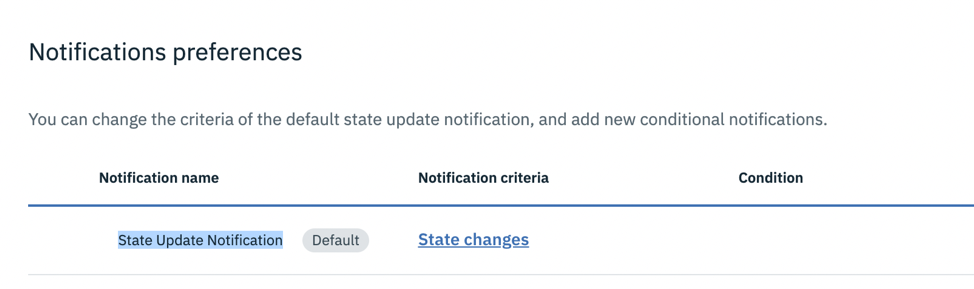 Notifications preferences
You can change the criteria of the default state update notification, and add new conditional notifications.
Notification name Notification criteria Condition
State Update Notification Default State changes